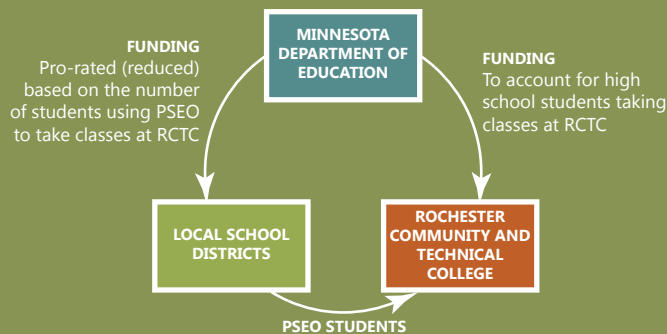 MINNESOTA
DEPARTMENT OF
EDUCATION
FUNDING
Pro-rated (reduced)
based on the number
of students using PSEO
to take classes at RCTC
FUNDING
To account for high
school students taking
classes at RCTC
LOCAL SCHOOL
DISTRICTS
ROCHESTER
COMMUNITY AND
TECHNICAL
COLLEGE
PSEO STUDENTS